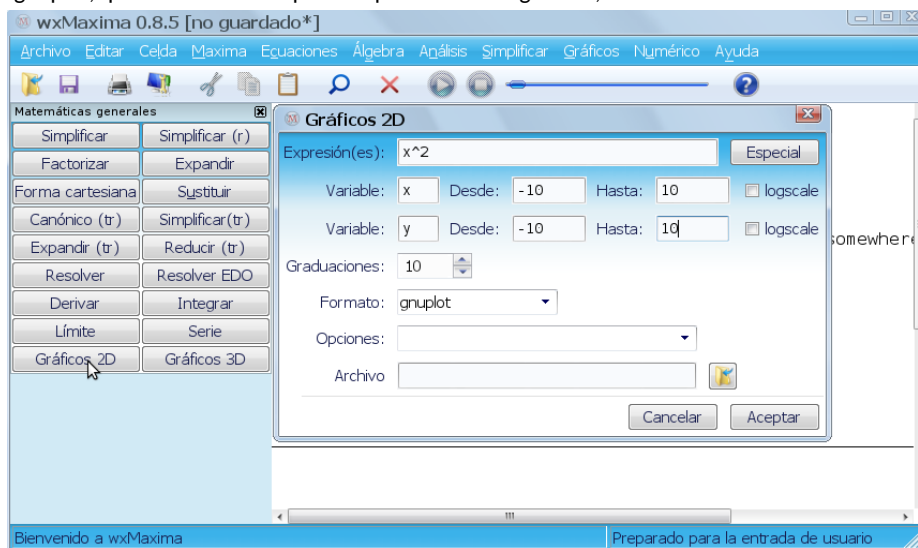 wxMaxima 0.8.5 [no guardado*]
Archivo Editar Celda Maxima Ecuaciones Álgebra Análisis Simplificar Gráficos Numérico Ayuda
Matemáticas generales
Simplificar Simplificar (r)
Factorizar Expandir
Forma cartesiana Sustituir
Canónico (tr) Simplificar(tr)
Expandir (tr) Reducir (tr)
Resolver Resolver EDO
Derivar Integrar
Límite Serie
Gráficos 2D Gráficos 3D
Gráficos 2D
Expresión(es): x^2 Especial
Variable: x Desde: -10 Hasta: 10 logscale
Variable: y Desde: -10 Hasta: 10 logscale
Graduaciones: 10
Formato: gnuplot
Opciones:
Archivo
Cancelar Aceptar
somewhere
Bienvenido a wxMaxima Preparado para la entrada de usuario